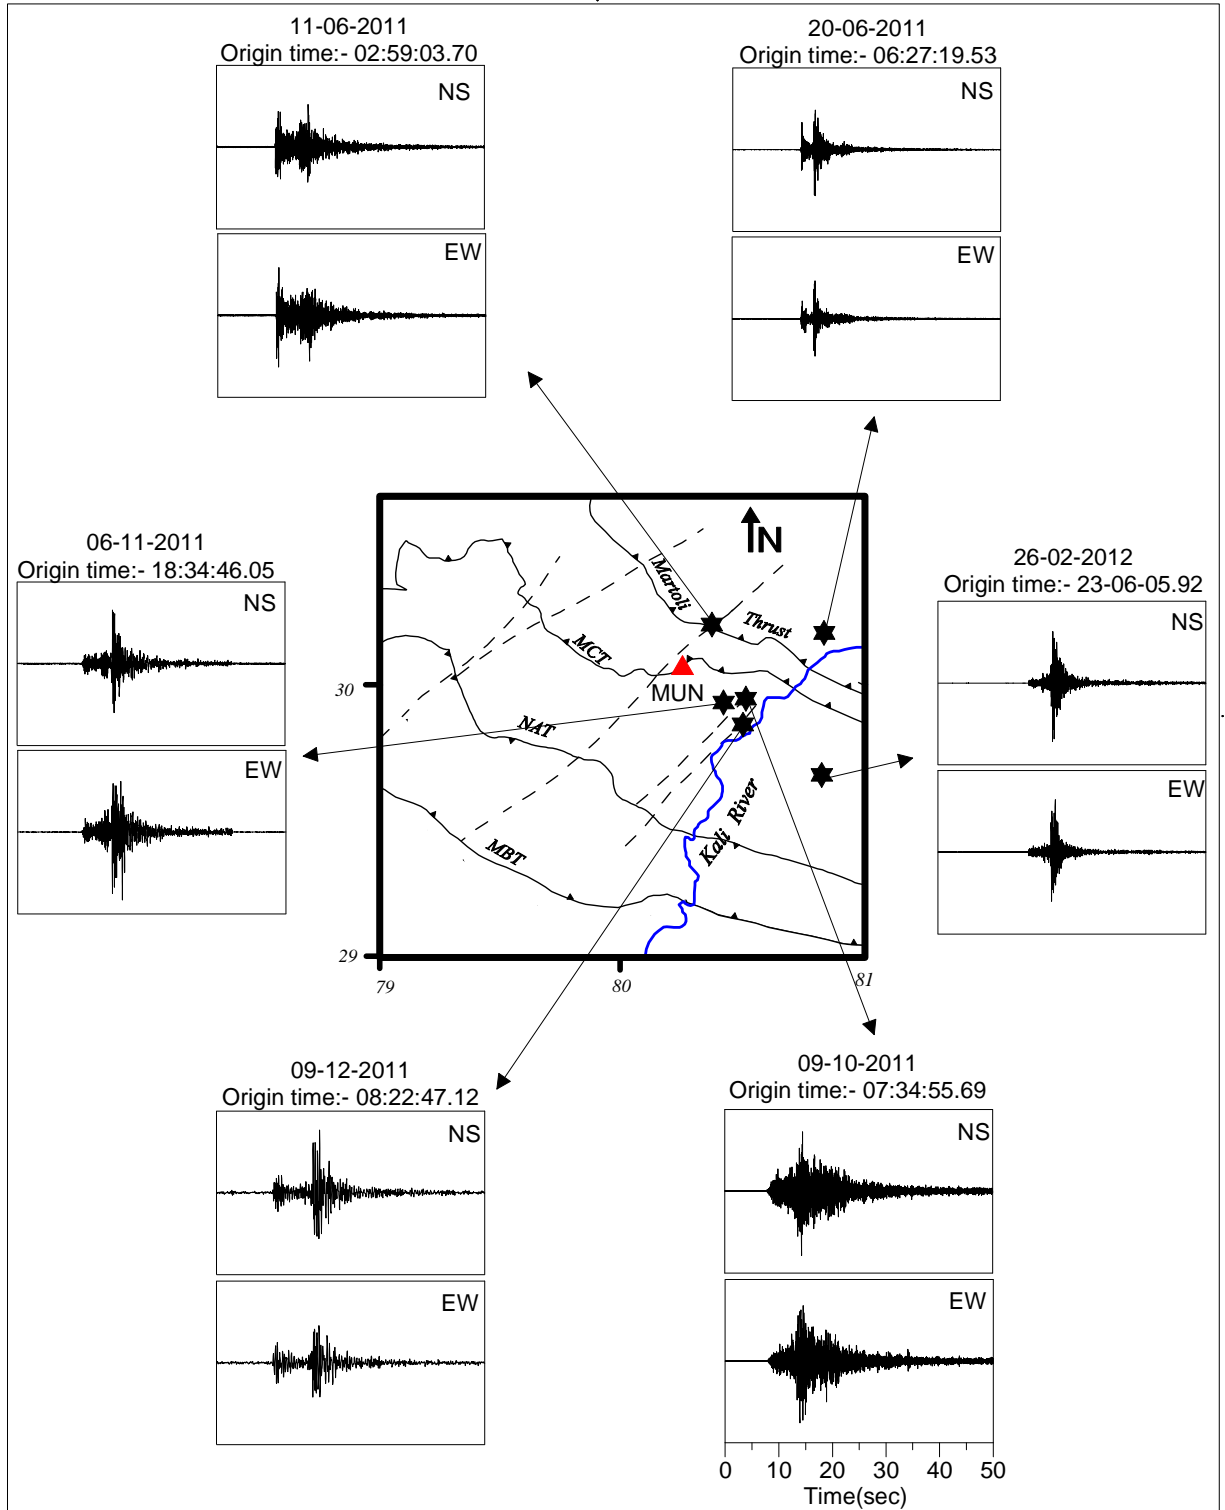 11-06-2011
Origin time:- 02:59:03.70
NS
EW
20-06-2011
Origin time:- 06:27:19.53
NS
EW
06-11-2011
Origin time:- 18:34:46.05
NS
EW
N
Martoli
Thrust
MCT
MUN
NAT
MBT
Kali River
30
29
79
80
81
26-02-2012
Origin time:- 23-06-05.92
NS
EW
09-12-2011
Origin time:- 08:22:47.12
NS
EW
09-10-2011
Origin time:- 07:34:55.69
NS
EW
0 10 20 30 40 50
Time(sec)